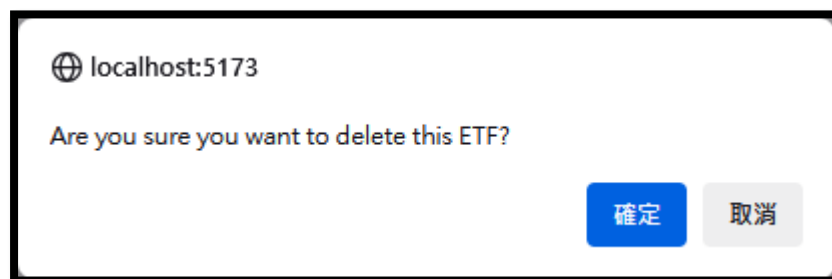 localhost:5173
Are you sure you want to delete this ETF?
確定 取消